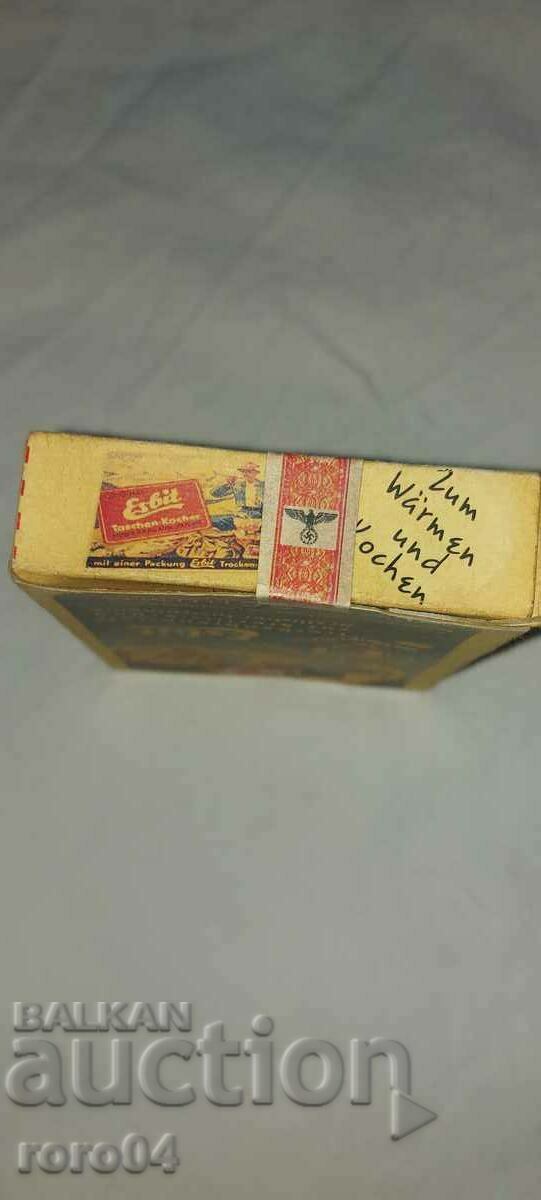 Esbit
Taschen-Kocher
mit einer Packung Esbit Trocken
Zum
Wärmen
und
Kochen
BALKAN
auction
roro04